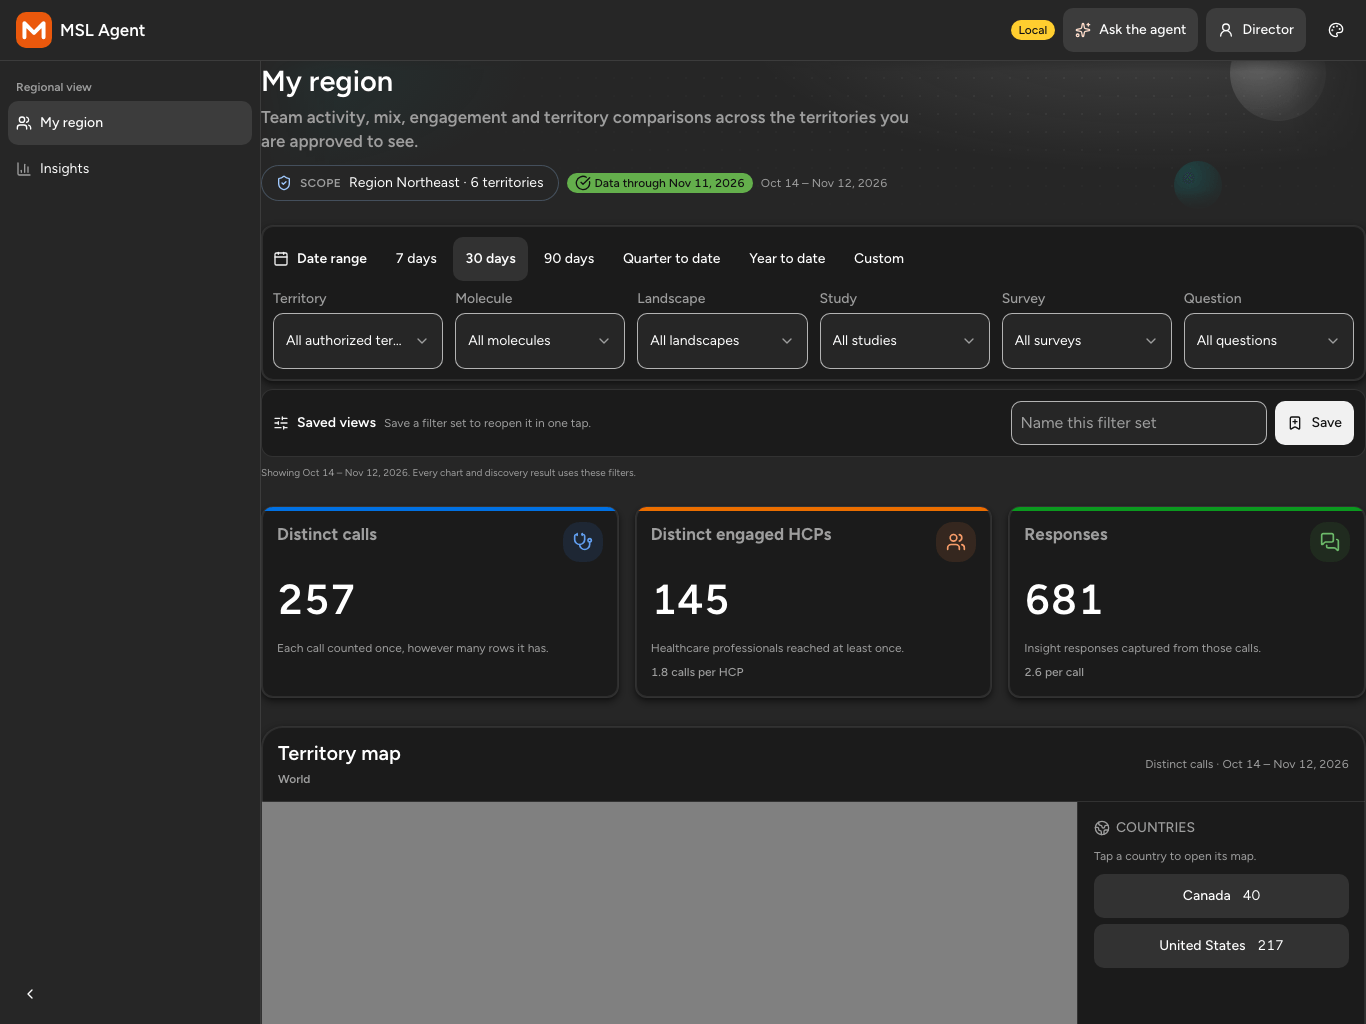 MSL Agent
Local
Ask the agent
Director
Regional view
My region
Insights
My region
Team activity, mix, engagement and territory comparisons across the territories you
are approved to see.
SCOPE Region Northeast · 6 territories
Data through Nov 11, 2026
Oct 14 – Nov 12, 2026
Date range
7 days
30 days
90 days
Quarter to date
Year to date
Custom
Territory
Molecule
Landscape
Study
Survey
Question
All authorized ter...
All molecules
All landscapes
All studies
All surveys
All questions
Saved views
Save a filter set to reopen it in one tap.
Name this filter set
Save
Showing Oct 14 – Nov 12, 2026. Every chart and discovery result uses these filters.
Distinct calls
257
Each call counted once, however many rows it has.
Distinct engaged HCPs
145
Healthcare professionals reached at least once.
1.8 calls per HCP
Responses
681
Insight responses captured from those calls.
2.6 per call
Territory map
World
Distinct calls · Oct 14 – Nov 12, 2026
COUNTRIES
Tap a country to open its map.
Canada 40
United States 217